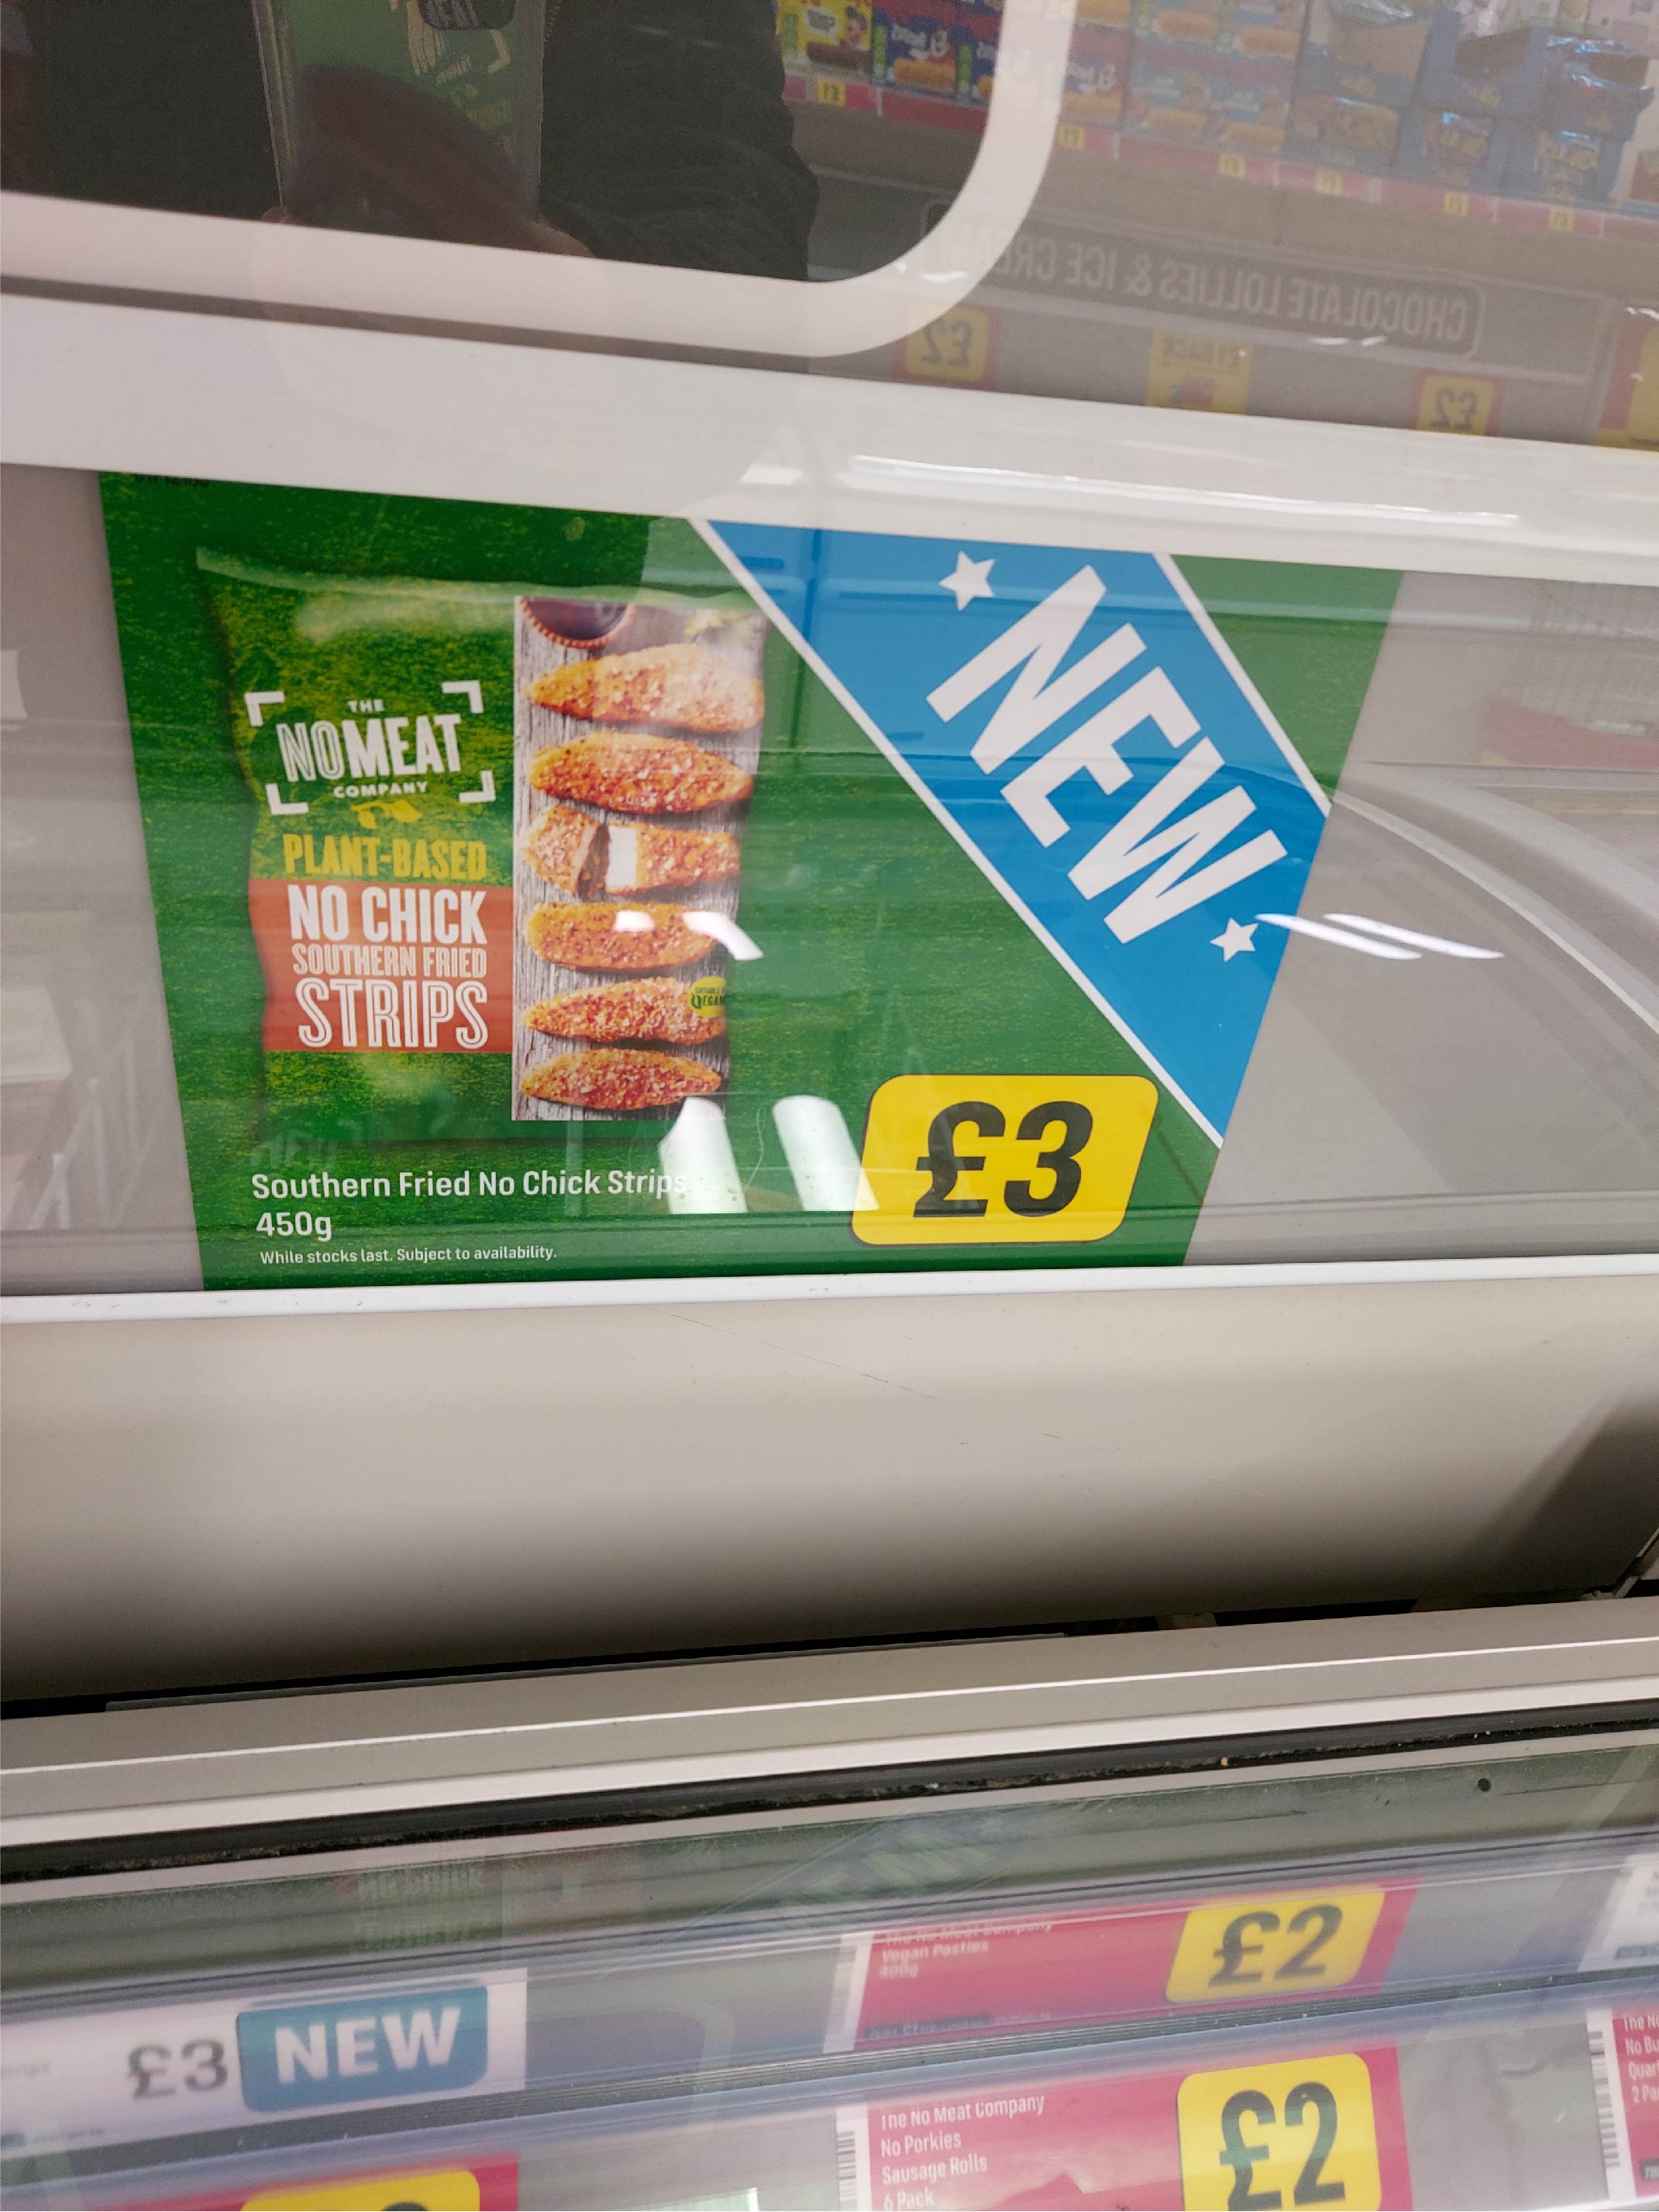 CHOCOLATE LOLLIES & ICE CREAM
£2
£2
THE
NOMEAT
COMPANY
PLANT-BASED
NO CHICK
SOUTHERN FRIED
STRIPS
NEW
£3
Southern Fried No Chick Strips
450g
While stocks last. Subject to availability.
The No Meat Company
Vegan Pasties
400g
£2
£3 NEW
The No Meat Company
No Porkies
Sausage Rolls
6 Pack
£2